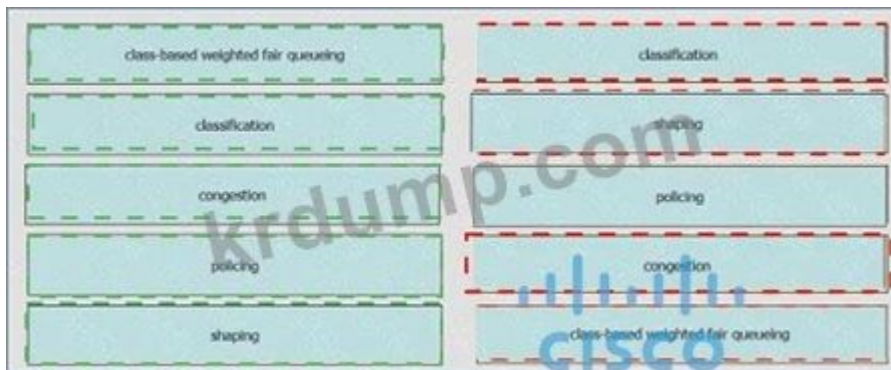 class-based weighted fair queueing
classification
classification
shaping
congestion
policing
policing
congestion
shaping
class-based weighted fair queueing
krdump.com
CISCO